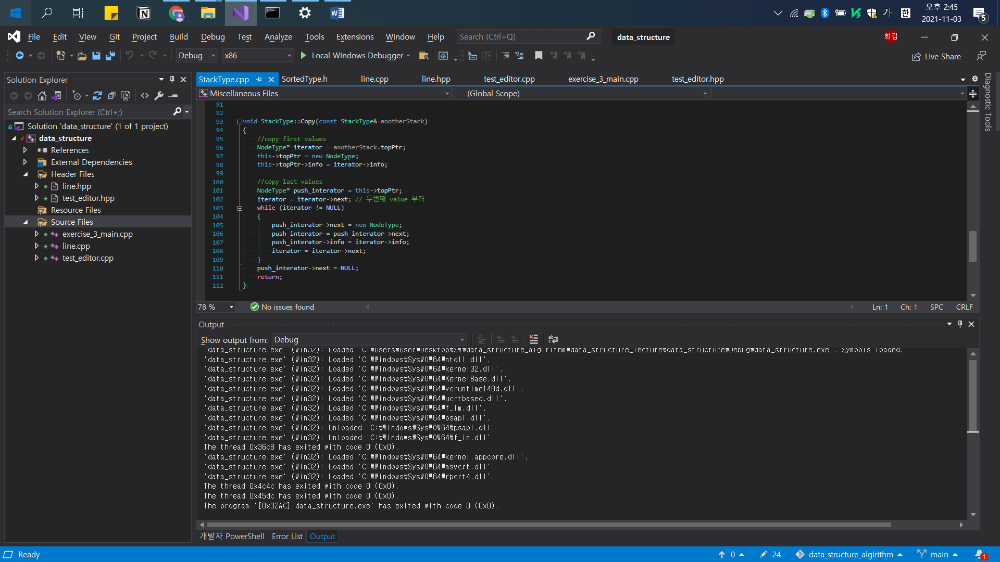 가 한 오후 2:45
2021-11-03
5
File Edit View Git Project Build Debug Test Analyze Tools Extensions Window Help Search (Ctrl+Q) data_structure 희김
Debug x86 Local Windows Debugger Live Share
Solution Explorer
Search Solution Explorer (Ctrl+;)
Solution 'data_structure' (1 of 1 project)
data_structure
References
External Dependencies
Header Files
line.hpp
test_editor.hpp
Resource Files
Source Files
exercise_3_main.cpp
line.cpp
test_editor.cpp
StackType.cpp SortedType.h line.cpp line.hpp test_editor.cpp exercise_3_main.cpp test_editor.hpp
Miscellaneous Files (Global Scope)
91
92
93 void StackType::Copy(const StackType& anotherStack)
94 {
95 //copy first values
96 NodeType* iterator = anotherStack.topPtr;
97 this->topPtr = new NodeType;
98 this->topPtr->info = iterator->info;
99
100 //copy last values
101 NodeType* push_interator = this->topPtr;
102 iterator = iterator->next; // 두번째 value 부터
103 while (iterator != NULL)
104 {
105 push_interator->next = new NodeType;
106 push_interator = push_interator->next;
107 push_interator->info = iterator->info;
108 iterator = iterator->next;
109 }
110 push_interator->next = NULL;
111 return;
112 }
78 % No issues found Ln: 1 Ch: 1 SPC CRLF
Diagnostic Tools
Output
Show output from: Debug
'data_structure.exe' (Win32): Loaded 'C:₩Users₩user₩Desktop₩SW₩data_structure_algirithm₩data_structure_lecture₩data_structure₩Debug₩data_structure.exe'. Symbols loaded.
'data_structure.exe' (Win32): Loaded 'C:₩Windows₩SysWOW64₩ntdll.dll'.
'data_structure.exe' (Win32): Loaded 'C:₩Windows₩SysWOW64₩kernel32.dll'.
'data_structure.exe' (Win32): Loaded 'C:₩Windows₩SysWOW64₩KernelBase.dll'.
'data_structure.exe' (Win32): Loaded 'C:₩Windows₩SysWOW64₩vcruntime140d.dll'.
'data_structure.exe' (Win32): Loaded 'C:₩Windows₩SysWOW64₩ucrtbased.dll'.
'data_structure.exe' (Win32): Loaded 'C:₩Windows₩SysWOW64₩f_im.dll'.
'data_structure.exe' (Win32): Loaded 'C:₩Windows₩SysWOW64₩psapi.dll'.
'data_structure.exe' (Win32): Unloaded 'C:₩Windows₩SysWOW64₩psapi.dll'
'data_structure.exe' (Win32): Unloaded 'C:₩Windows₩SysWOW64₩f_im.dll'
The thread 0x36c8 has exited with code 0 (0x0).
'data_structure.exe' (Win32): Loaded 'C:₩Windows₩SysWOW64₩kernel.appcore.dll'.
'data_structure.exe' (Win32): Loaded 'C:₩Windows₩SysWOW64₩msvcrt.dll'.
'data_structure.exe' (Win32): Loaded 'C:₩Windows₩SysWOW64₩rpcrt4.dll'.
The thread 0x4c4c has exited with code 0 (0x0).
The thread 0x45dc has exited with code 0 (0x0).
The program '[0x32AC] data_structure.exe' has exited with code 0 (0x0).
개발자 PowerShell Error List Output
Ready 0 24 data_structure_algirithm main 1